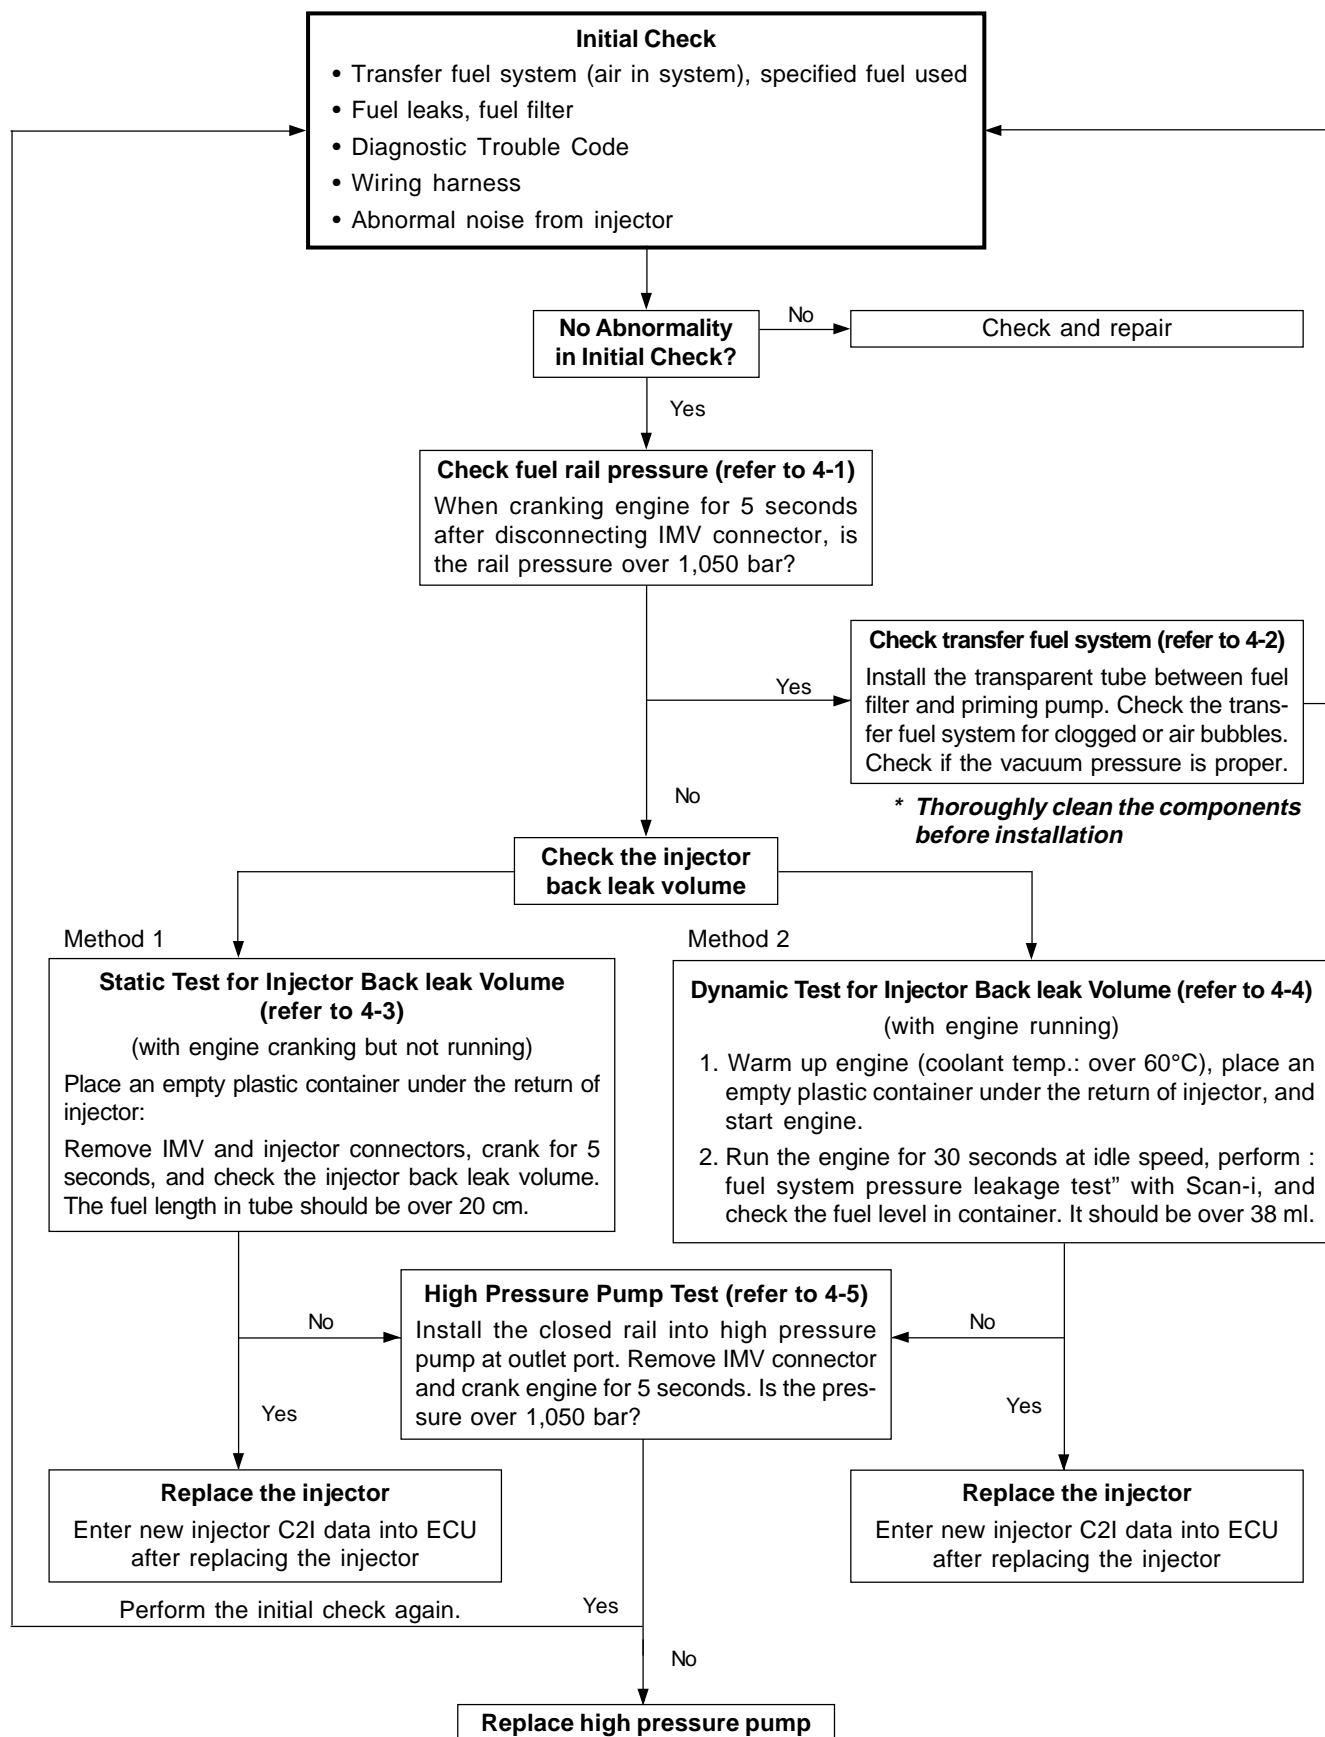 Initial Check
• Transfer fuel system (air in system), specified fuel used
• Fuel leaks, fuel filter
• Diagnostic Trouble Code
• Wiring harness
• Abnormal noise from injector
No Abnormality
in Initial Check?
No
Check and repair
Yes
Check fuel rail pressure (refer to 4-1)
When cranking engine for 5 seconds
after disconnecting IMV connector, is
the rail pressure over 1,050 bar?
Yes
Check transfer fuel system (refer to 4-2)
Install the transparent tube between fuel
filter and priming pump. Check the trans-
fer fuel system for clogged or air bubbles.
Check if the vacuum pressure is proper.
* Thoroughly clean the components
before installation
No
Check the injector
back leak volume
Method 1
Static Test for Injector Back leak Volume
(refer to 4-3)
(with engine cranking but not running)
Place an empty plastic container under the return of
injector:
Remove IMV and injector connectors, crank for 5
seconds, and check the injector back leak volume.
The fuel length in tube should be over 20 cm.
Method 2
Dynamic Test for Injector Back leak Volume (refer to 4-4)
(with engine running)
1. Warm up engine (coolant temp.: over 60°C), place an
empty plastic container under the return of injector, and
start engine.
2. Run the engine for 30 seconds at idle speed, perform :
fuel system pressure leakage test” with Scan-i, and
check the fuel level in container. It should be over 38 ml.
No
High Pressure Pump Test (refer to 4-5)
Install the closed rail into high pressure
pump at outlet port. Remove IMV connector
and crank engine for 5 seconds. Is the pres-
sure over 1,050 bar?
No
Yes
Yes
Replace the injector
Enter new injector C2I data into ECU
after replacing the injector
Replace the injector
Enter new injector C2I data into ECU
after replacing the injector
Perform the initial check again.
Yes
No
Replace high pressure pump